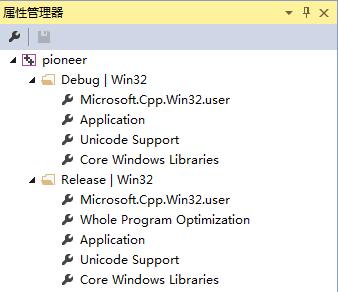 属性管理器
pioneer
Debug | Win32
Microsoft.Cpp.Win32.user
Application
Unicode Support
Core Windows Libraries
Release | Win32
Microsoft.Cpp.Win32.user
Whole Program Optimization
Application
Unicode Support
Core Windows Libraries